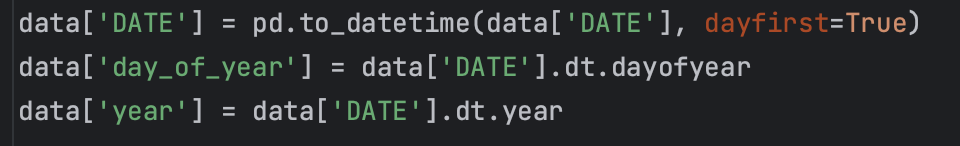 data['DATE'] = pd.to_datetime(data['DATE'], dayfirst=True)
data['day_of_year'] = data['DATE'].dt.dayofyear
data['year'] = data['DATE'].dt.year